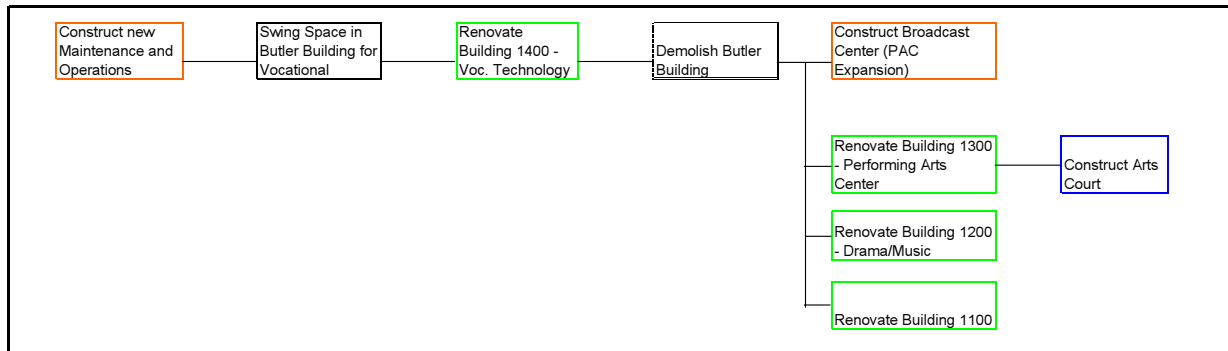 Construct new
Maintenance and
Operations
Swing Space in
Butler Building for
Vocational
Renovate
Building 1400 -
Voc. Technology
Demolish Butler
Building
Construct Broadcast
Center (PAC
Expansion)
Renovate Building 1300
- Performing Arts
Center
Construct Arts
Court
Renovate Building 1200
- Drama/Music
Renovate Building 1100